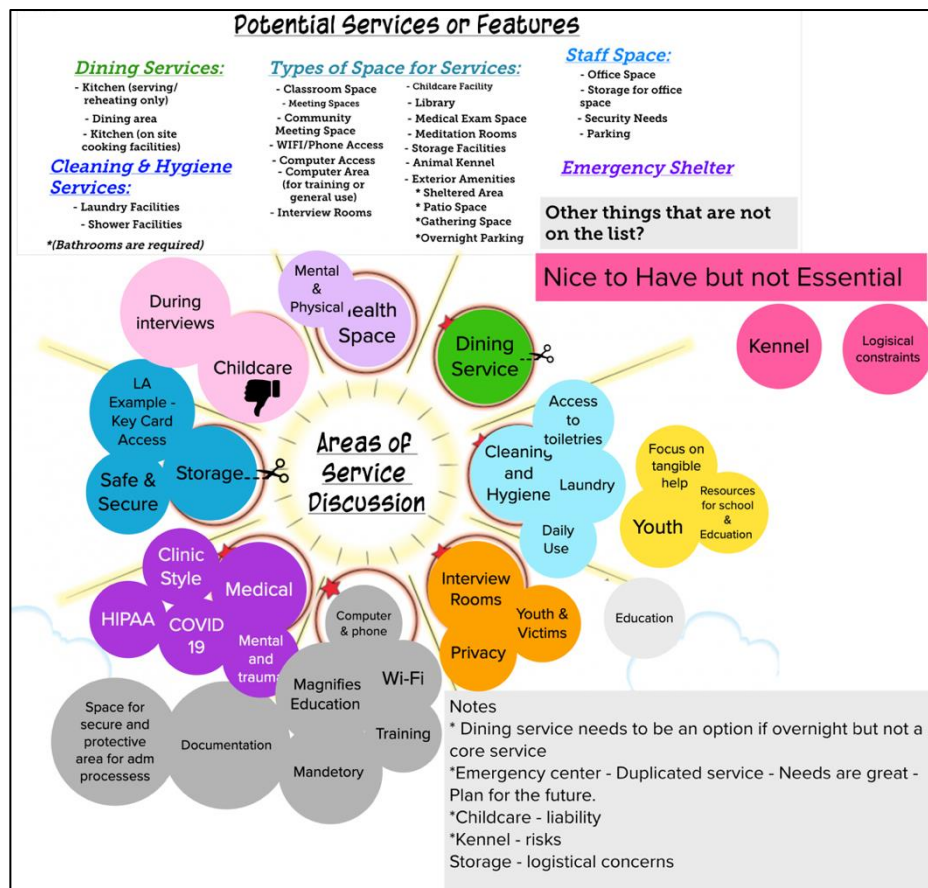 Potential Services or Features
Dining Services:
- Kitchen (serving/
reheating only)
- Dining area
- Kitchen (on site
cooking facilities)
Cleaning & Hygiene
Services:
- Laundry Facilities
- Shower Facilities
*(Bathrooms are required)
Types of Space for Services:
- Classroom Space
- Meeting Spaces
- Community
Meeting Space
- WIFI/Phone Access
- Computer Access
- Computer Area
(for training or
general use)
- Interview Rooms
- Childcare Facility
- Library
- Medical Exam Space
- Meditation Rooms
- Storage Facilities
- Animal Kennel
- Exterior Amenities
* Sheltered Area
* Patio Space
*Gathering Space
*Overnight Parking
Staff Space:
- Office Space
- Storage for office
space
- Security Needs
- Parking
Emergency Shelter
Other things that are not
on the list?
Nice to Have but not Essential
Kennel
Logisical
constraints
During
interviews
Childcare
Mental
&
Physical
Health
Space
Dining
Service
LA
Example -
Key Card
Access
Safe &
Secure
Storage
Areas of
Service
Discussion
Access
to
toiletries
Cleaning
and
Hygiene
Laundry
Daily
Use
Focus on
tangible
help
Youth
Resources
for school
&
Edcuation
Clinic
Style
Medical
HIPAA
COVID
19
Mental
and
trauma
Computer
& phone
Interview
Rooms
Youth &
Victims
Privacy
Education
Space for
secure and
protective
area for adm
processess
Documentation
Magnifies
Education
Wi-Fi
Training
Mandetory
Notes
* Dining service needs to be an option if overnight but not a
core service
*Emergency center - Duplicated service - Needs are great -
Plan for the future.
*Childcare - liability
*Kennel - risks
Storage - logistical concerns